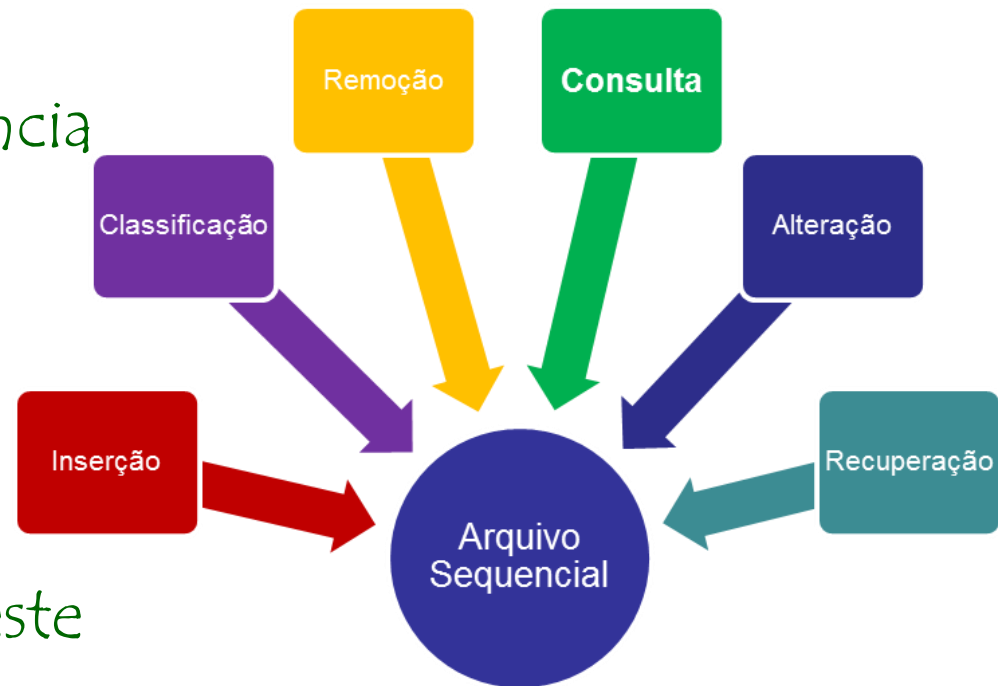 Remoção
Consulta
Classificação
Alteração
Inserção
Recuperação
Arquivo
Sequencial